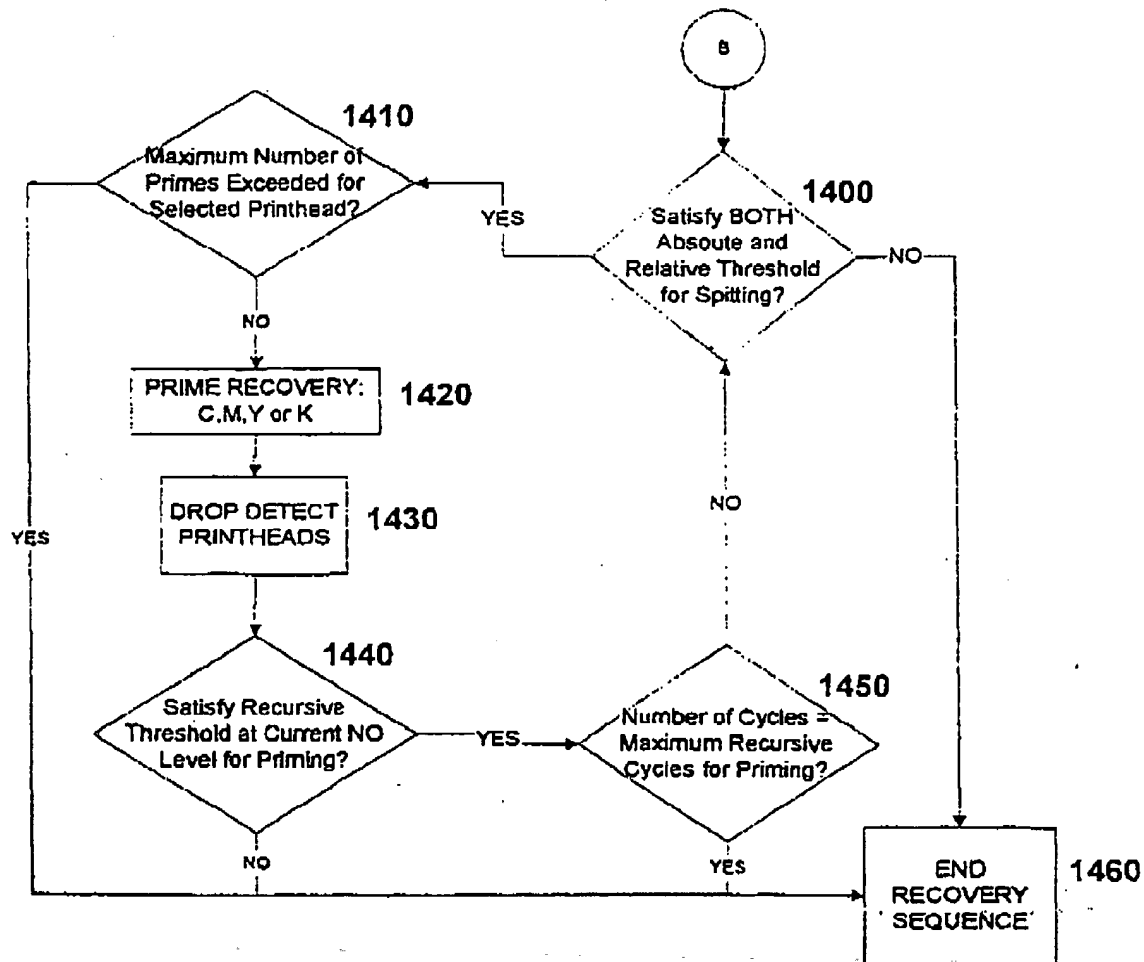 B
1400
Satisfy BOTH
Absoute and
Relative Threshold
for Spitting?
YES
NO
1410
Maximum Number of
Primes Exceeded for
Selected Printhead?
YES
NO
PRIME RECOVERY:
C,M,Y or K
1420
DROP DETECT
PRINTHEADS
1430
1440
Satisfy Recursive
Threshold at Current NO
Level for Priming?
YES
NO
1450
Number of Cycles =
Maximum Recursive
Cycles for Priming?
NO
YES
END
RECOVERY
SEQUENCE
1460